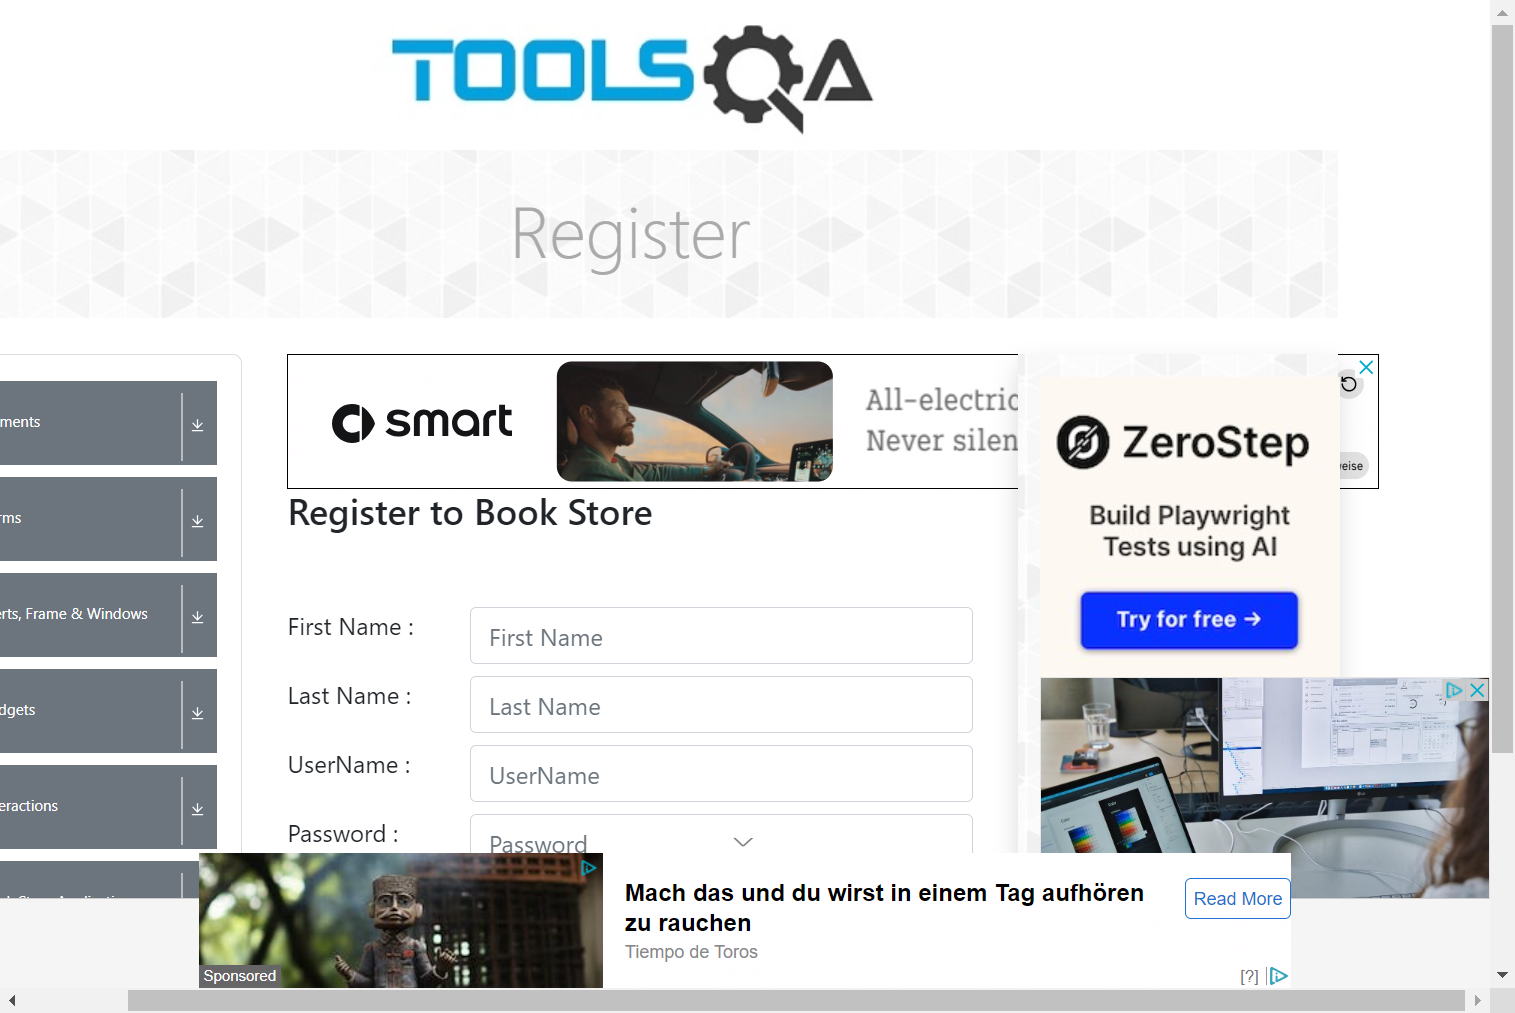 TOOLSQA
Register
ments
rms
erts, Frame & Windows
dgets
eractions
smart
All-electric
Never silen
eise
ZeroStep
Build Playwright
Tests using AI
Try for free →
Register to Book Store
First Name :
First Name
Last Name :
Last Name
UserName :
UserName
Password :
Password
Sponsored
Mach das und du wirst in einem Tag aufhören
zu rauchen
Tiempo de Toros
Read More
[?]